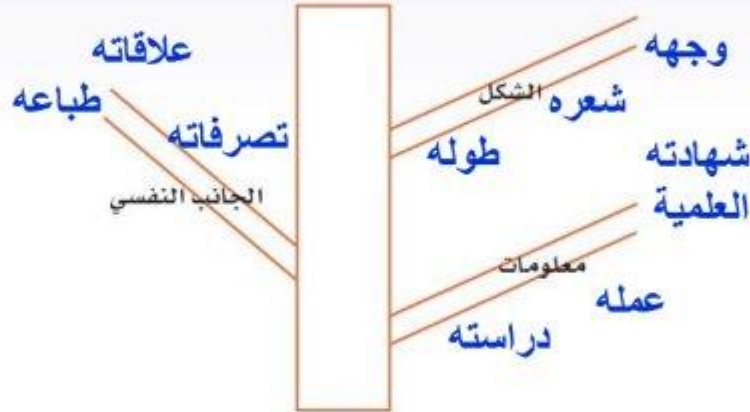 وجهه
الشكل
شعره
طوله
شهادته
العلمية
معلومات
عمله
دراسته
علاقاته
طباعه
تصرفاته
الجانب النفسي